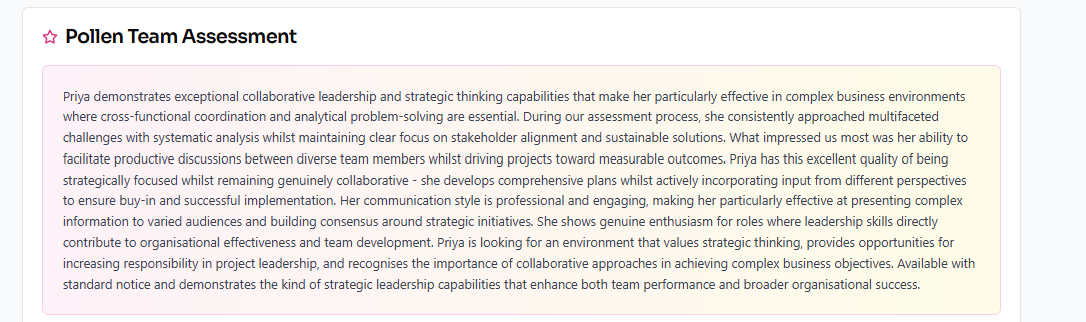 Pollen Team Assessment
Priya demonstrates exceptional collaborative leadership and strategic thinking capabilities that make her particularly effective in complex business environments
where cross-functional coordination and analytical problem-solving are essential. During our assessment process, she consistently approached multifaceted
challenges with systematic analysis whilst maintaining clear focus on stakeholder alignment and sustainable solutions. What impressed us most was her ability to
facilitate productive discussions between diverse team members whilst driving projects toward measurable outcomes. Priya has this excellent quality of being
strategically focused whilst remaining genuinely collaborative - she develops comprehensive plans whilst actively incorporating input from different perspectives
to ensure buy-in and successful implementation. Her communication style is professional and engaging, making her particularly effective at presenting complex
information to varied audiences and building consensus around strategic initiatives. She shows genuine enthusiasm for roles where leadership skills directly
contribute to organisational effectiveness and team development. Priya is looking for an environment that values strategic thinking, provides opportunities for
increasing responsibility in project leadership, and recognises the importance of collaborative approaches in achieving complex business objectives. Available with
standard notice and demonstrates the kind of strategic leadership capabilities that enhance both team performance and broader organisational success.